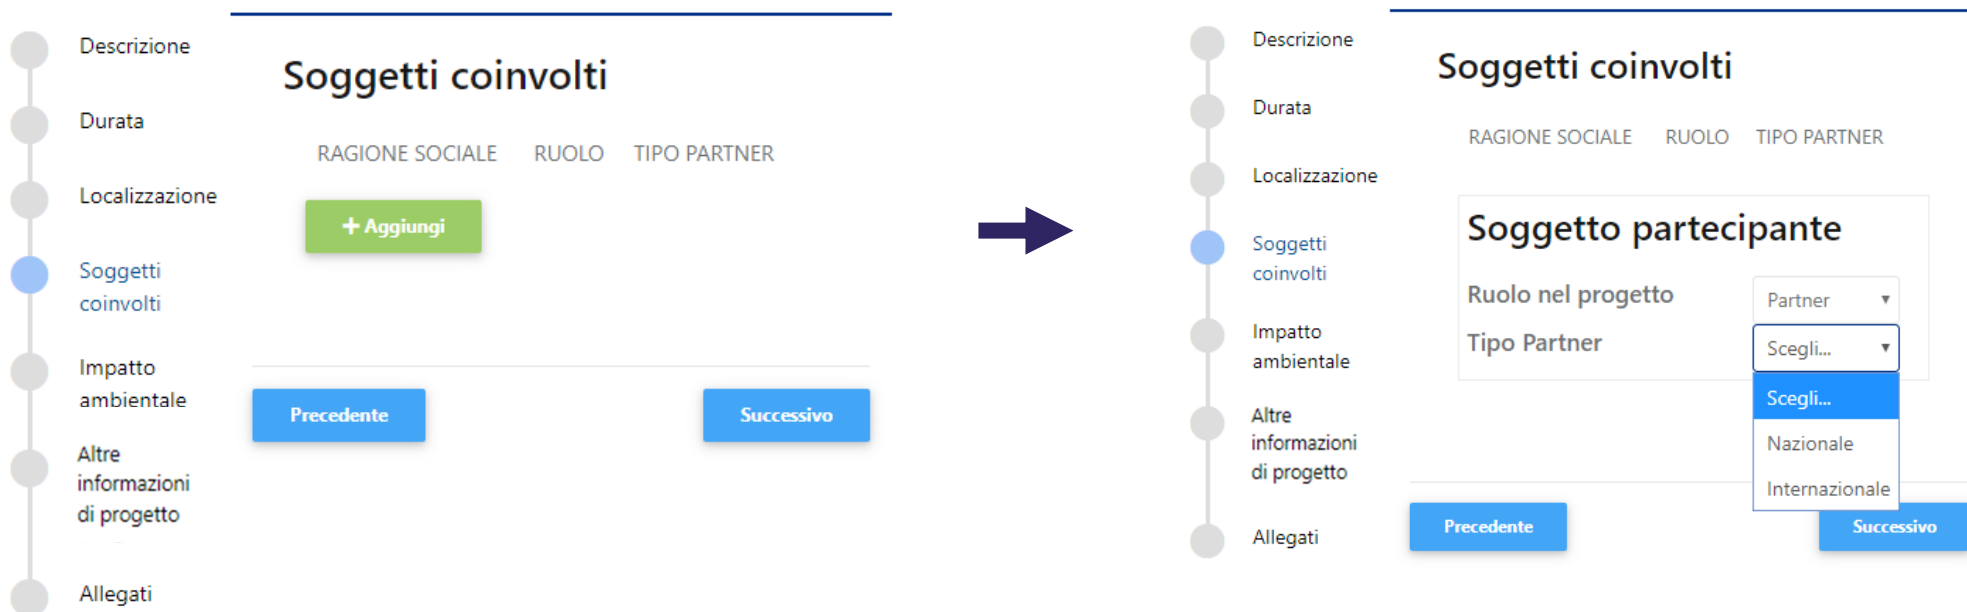 Descrizione
Durata
Localizzazione
Soggetti
coinvolti
Impatto
ambientale
Altre
informazioni
di progetto
Allegati
Soggetti coinvolti
RAGIONE SOCIALE RUOLO TIPO PARTNER
+ Aggiungi
Precedente Successivo
Descrizione
Durata
Localizzazione
Soggetti
coinvolti
Impatto
ambientale
Altre
informazioni
di progetto
Allegati
Soggetti coinvolti
RAGIONE SOCIALE RUOLO TIPO PARTNER
Soggetto partecipante
Ruolo nel progetto Partner
Tipo Partner Scegli...
Scegli...
Nazionale
Internazionale
Precedente Successivo